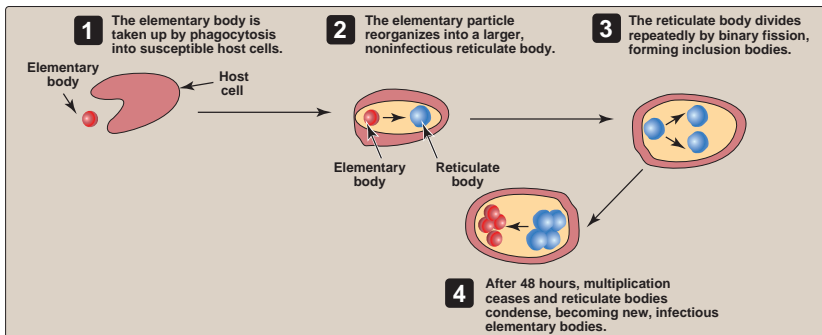 1
The elementary body is
taken up by phagocytosis
into susceptible host cells.
Elementary
body
Host
cell
2
The elementary particle
reorganizes into a larger,
noninfectious reticulate body.
Elementary
body
Reticulate
body
3
The reticulate body divides
repeatedly by binary fission,
forming inclusion bodies.
4
After 48 hours, multiplication
ceases and reticulate bodies
condense, becoming new, infectious
elementary bodies.